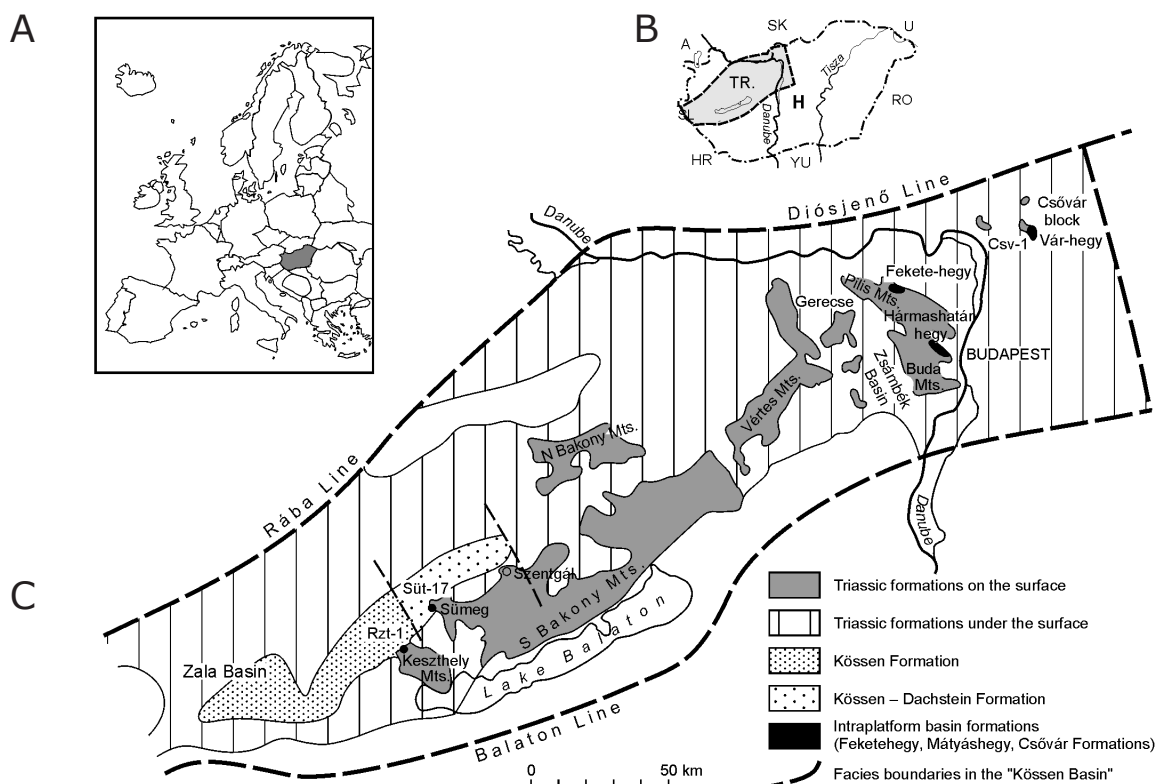 A
B
SK
U
A
TR.
Tisza
H
RO
SL
Danube
HR
YU
Diósjenő Line
Danube
Csővár
block
Csv-1
Vár-hegy
Fekete-hegy
Pilis Mts.
Gerecse
Hármashatár
hegy
BUDAPEST
Zsámbék
Basin
Buda
Mts.
Vértes Mts.
N Bakony Mts.
Rába Line
Danube
C
Szentgál
Süt-17
Sümeg
S Bakony Mts.
Rzt-1
Keszthely
Mts.
Zala Basin
Lake Balaton
Balaton Line
Triassic formations on the surface
Triassic formations under the surface
Kössen Formation
Kössen – Dachstein Formation
Intraplatform basin formations
(Feketehegy, Mátyáshegy, Csővár Formations)
Facies boundaries in the "Kössen Basin"
0 50 km